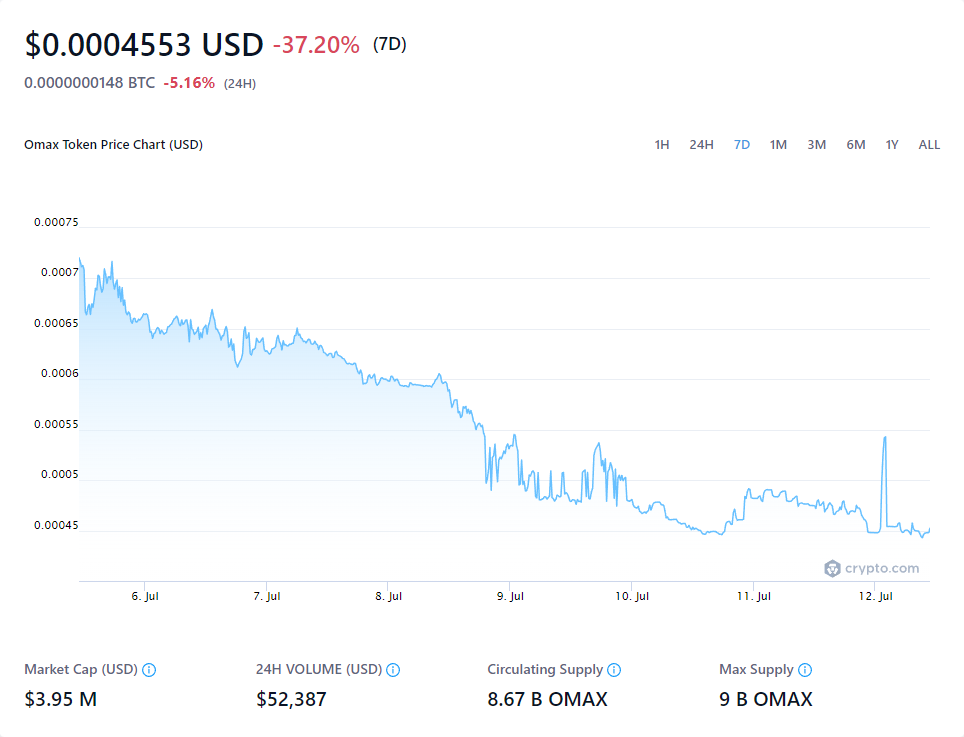 $0.0004553 USD -37.20% (7D)
0.0000000148 BTC -5.16% (24H)
Omax Token Price Chart (USD)
1H 24H 7D 1M 3M 6M 1Y ALL
0.00075
0.0007
0.00065
0.0006
0.00055
0.0005
0.00045
crypto.com
6. Jul 7. Jul 8. Jul 9. Jul 10. Jul 11. Jul 12. Jul
Market Cap (USD) 24H VOLUME (USD) Circulating Supply Max Supply
$3.95 M $52,387 8.67 B OMAX 9 B OMAX